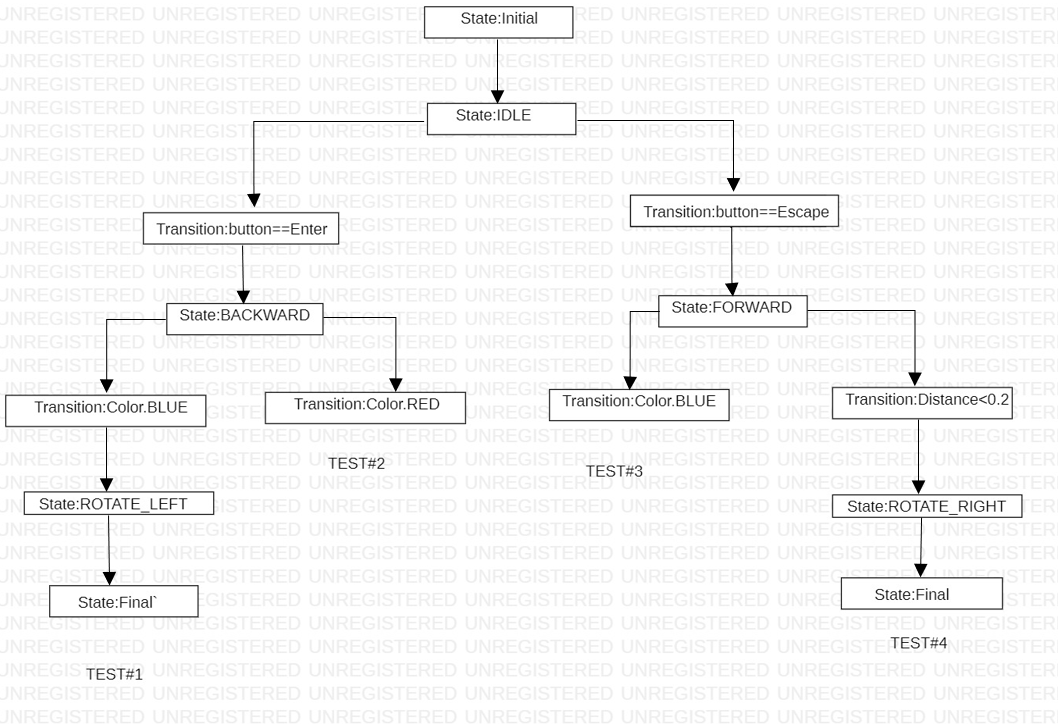 State:Initial
State:IDLE
Transition:button==Enter
Transition:button==Escape
State:BACKWARD
State:FORWARD
Transition:Color.BLUE
Transition:Color.RED
Transition:Color.BLUE
Transition:Distance<0.2
TEST#2
TEST#3
State:ROTATE_LEFT
State:ROTATE_RIGHT
State:Final`
State:Final
TEST#4
TEST#1
UNREGISTERED